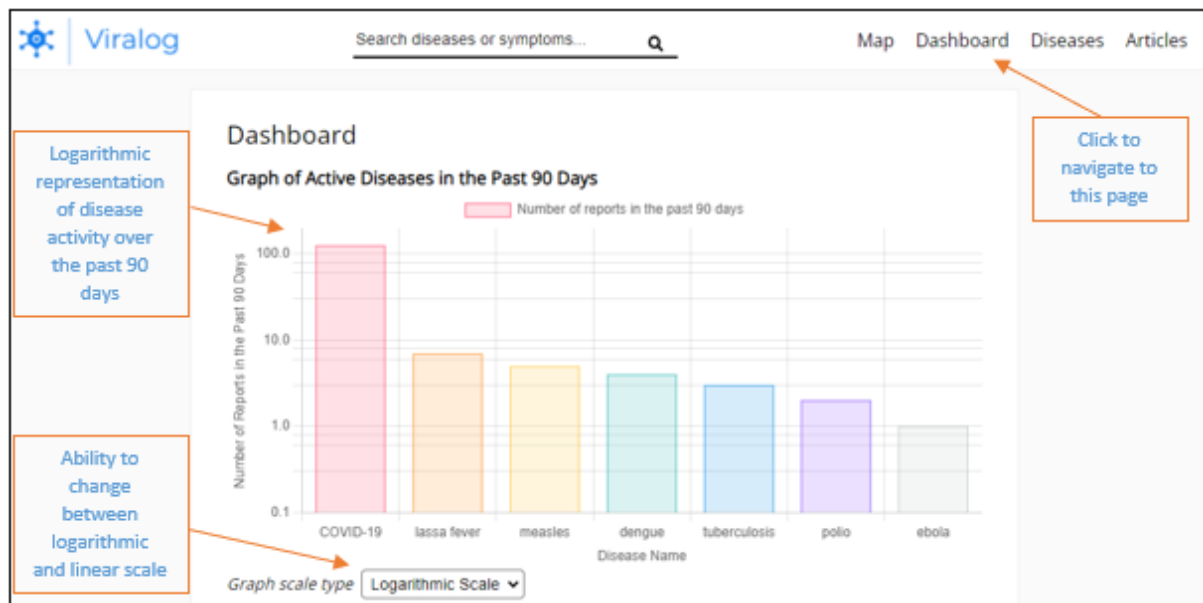 Viralog
Search diseases or symptoms...
Map Dashboard Diseases Articles
Click to
navigate to
this page
Dashboard
Graph of Active Diseases in the Past 90 Days
Logarithmic
representation
of disease
activity over
the past 90
days
Number of reports in the past 90 days
Number of Reports in the Past 90 Days
100.0
10.0
1.0
0.1
COVID-19 lassa fever measles dengue tuberculosis polio ebola
Disease Name
Ability to
change
between
logarithmic
and linear scale
Graph scale type Logarithmic Scale